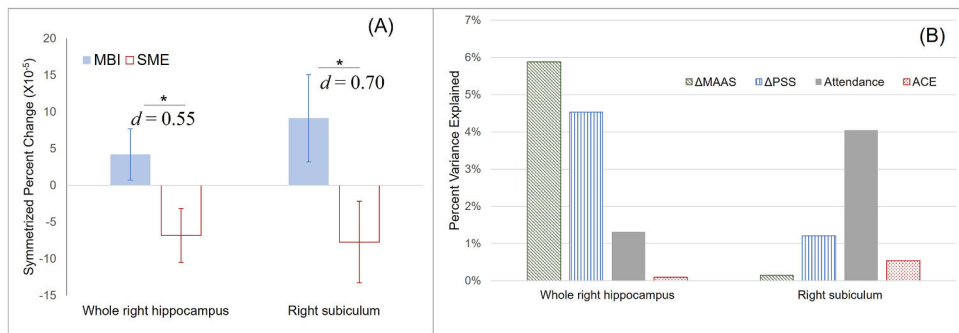 (A)
Symmetrized Percent Change (X10-5)
20
15
10
5
0
-5
-10
-15
MBI SME
*
d = 0.55
*
d = 0.70
Whole right hippocampus Right subiculum
(B)
Percent Variance Explained
7%
6%
5%
4%
3%
2%
1%
0%
ΔMAAS ΔPSS Attendance ACE
Whole right hippocampus Right subiculum